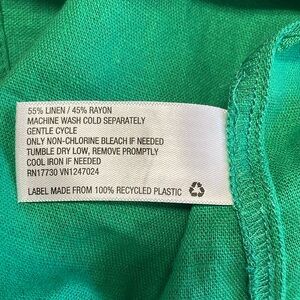 55% LINEN / 45% RAYON
MACHINE WASH COLD SEPARATELY
GENTLE CYCLE
ONLY NON-CHLORINE BLEACH IF NEEDED
TUMBLE DRY LOW, REMOVE PROMPTLY
COOL IRON IF NEEDED
RN17730 VN1247024
LABEL MADE FROM 100% RECYCLED PLASTIC